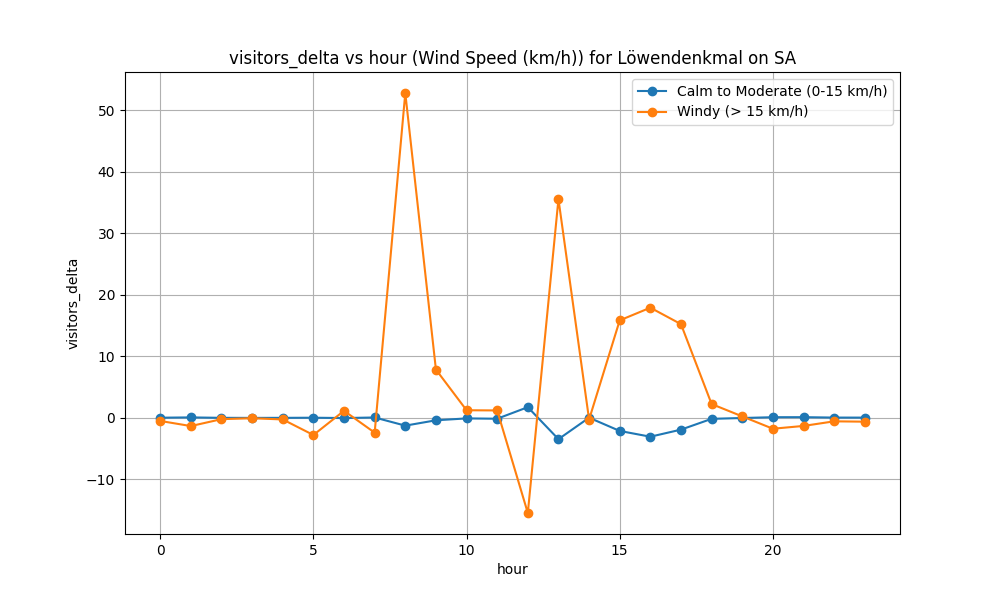 visitors_delta vs hour (Wind Speed (km/h)) for Löwendenkmal on SA
Calm to Moderate (0-15 km/h)
Windy (> 15 km/h)
50
40
30
20
10
0
−10
visitors_delta
0 5 10 15 20
hour